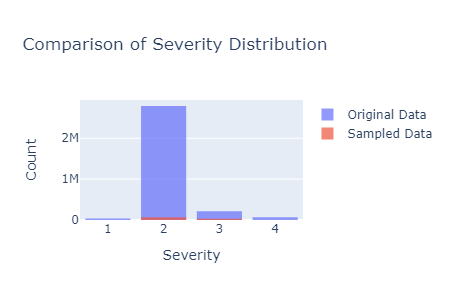 Comparison of Severity Distribution
Original Data
Sampled Data
2M
1M
0
Count
1 2 3 4
Severity